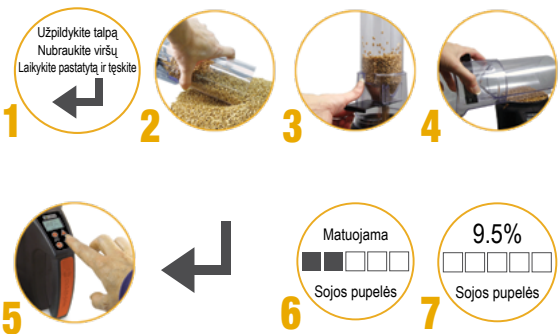 Užpildykite talpą
Nubraukite viršų
Laikykite pastatytą ir tęskite
1
2
3
4
5
Matuojama
Sojos pupelės
6
9.5%
Sojos pupelės
7